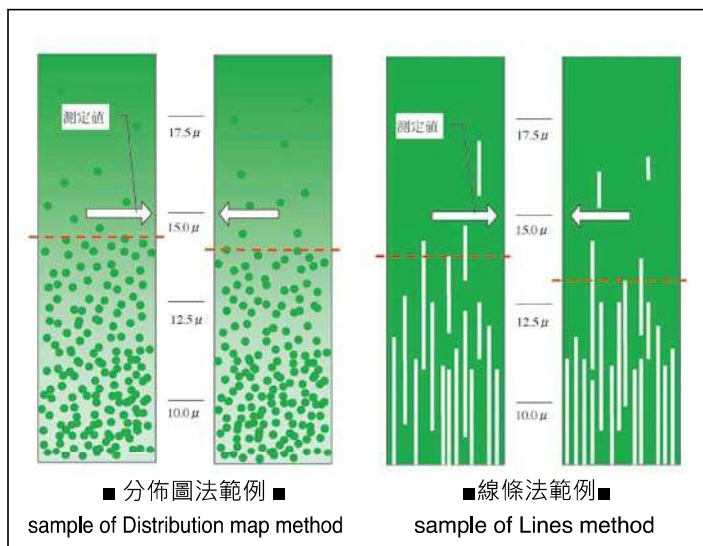 測定値
17.5μ
15.0μ
12.5μ
10.0μ
■ 分佈圖法範例 ■
sample of Distribution map method
測定値
17.5μ
15.0μ
12.5μ
10.0μ
■線條法範例■
sample of Lines method